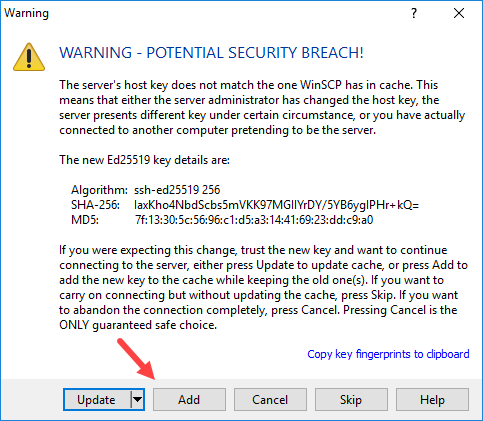 Warning
?
WARNING - POTENTIAL SECURITY BREACH!
The server's host key does not match the one WinSCP has in cache. This
means that either the server administrator has changed the host key, the
server presents different key under certain circumstance, or you have actually
connected to another computer pretending to be the server.
The new Ed25519 key details are:
Algorithm: ssh-ed25519 256
SHA-256: IaxKho4NbdScbs5mVKK97MGIIYrDY/5YB6ygIPHr+kQ=
MD5: 7f:13:30:5c:56:96:c1:d5:a3:14:41:69:23:dd:c9:a0
If you were expecting this change, trust the new key and want to continue
connecting to the server, either press Update to update cache, or press Add to
add the new key to the cache while keeping the old one(s). If you want to
carry on connecting but without updating the cache, press Skip. If you want
to abandon the connection completely, press Cancel. Pressing Cancel is the
ONLY guaranteed safe choice.
Copy key fingerprints to clipboard
Update Add Cancel Skip Help